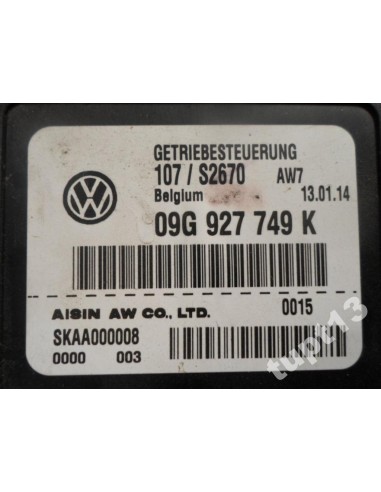 GETRIEBESTEUERUNG
107 / S2670 AW7
Belgium 13.01.14
09G 927 749 K
AISIN AW CO., LTD. 0015
SKAA000008
0000 003
tupt13